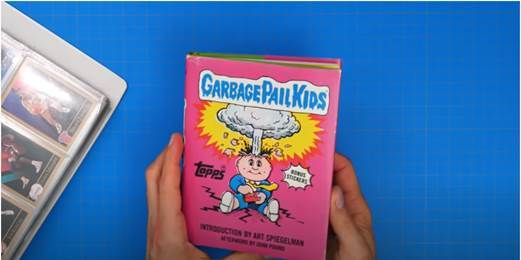 GARBAGE PAIL KIDS
topps
BONUS
STICKERS
INTRODUCTION BY ART SPIEGELMAN
AFTERWORD BY JOHN POUND